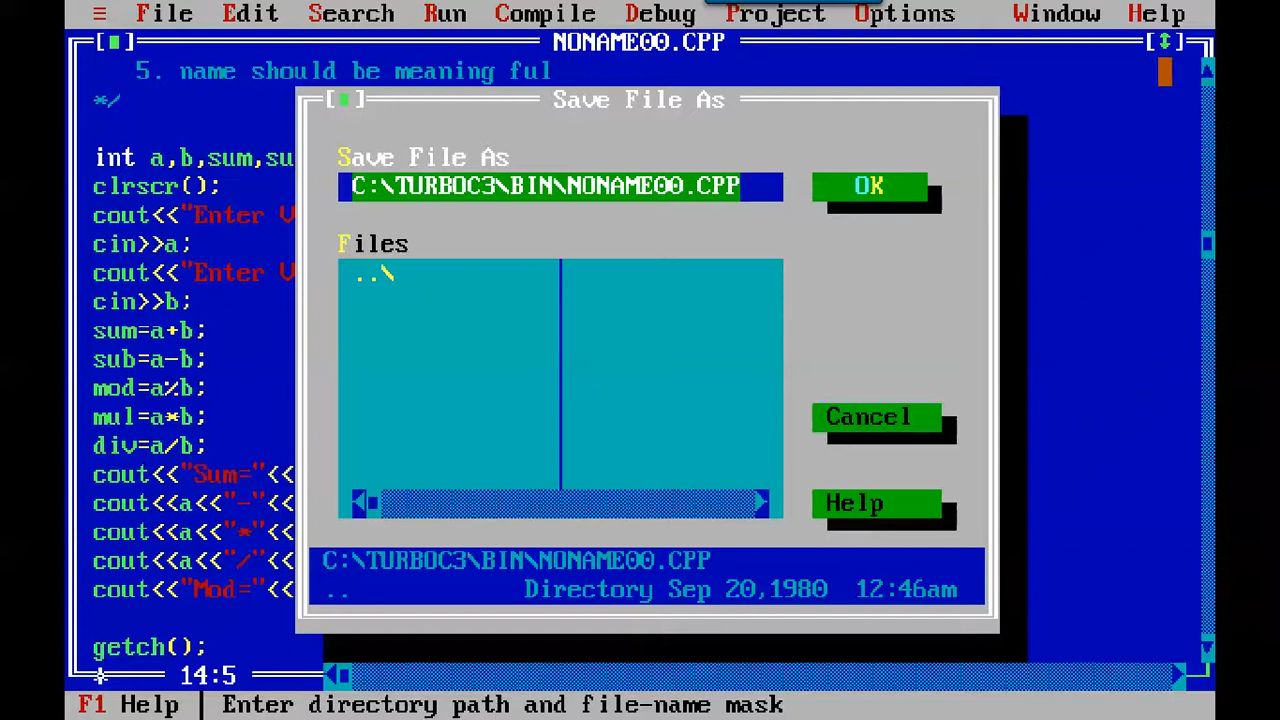 ≡ File Edit Search Run Compile Debug Project Options Window Help
NONAME00.CPP
5. name should be meaning ful
*/
int a,b,sum,su
clrscr();
cout<<"Enter V
cin>>a;
cout<<"Enter V
cin>>b;
sum=a+b;
sub=a-b;
mod=a%b;
mul=a*b;
div=a/b;
cout<<"Sum="<<
cout<<a<<"-"<<
cout<<a<<"*"<<
cout<<a<<"/"<<
cout<<"Mod="<<
getch();
14:5
Save File As
Save File As
C:\TURBOC3\BIN\NONAME00.CPP
OK
Files
..\
Cancel
Help
C:\TURBOC3\BIN\NONAME00.CPP
.. Directory Sep 20,1980 12:46am
F1 Help Enter directory path and file-name mask